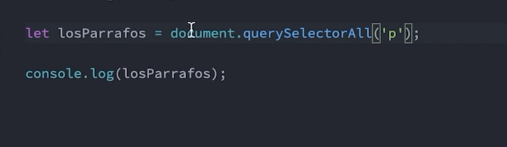 let losParrafos = document.querySelectorAll('p');
console.log(losParrafos);